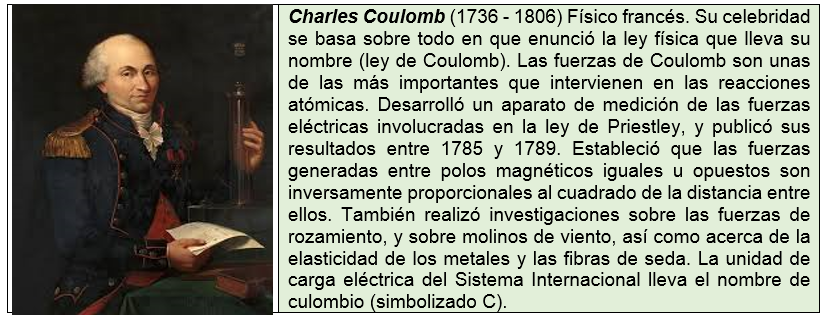 Charles Coulomb (1736 - 1806) Físico francés. Su celebridad
se basa sobre todo en que enunció la ley física que lleva su
nombre (ley de Coulomb). Las fuerzas de Coulomb son unas
de las más importantes que intervienen en las reacciones
atómicas. Desarrolló un aparato de medición de las fuerzas
eléctricas involucradas en la ley de Priestley, y publicó sus
resultados entre 1785 y 1789. Estableció que las fuerzas
generadas entre polos magnéticos iguales u opuestos son
inversamente proporcionales al cuadrado de la distancia entre
ellos. También realizó investigaciones sobre las fuerzas de
rozamiento, y sobre molinos de viento, así como acerca de la
elasticidad de los metales y las fibras de seda. La unidad de
carga eléctrica del Sistema Internacional lleva el nombre de
culombio (simbolizado C).